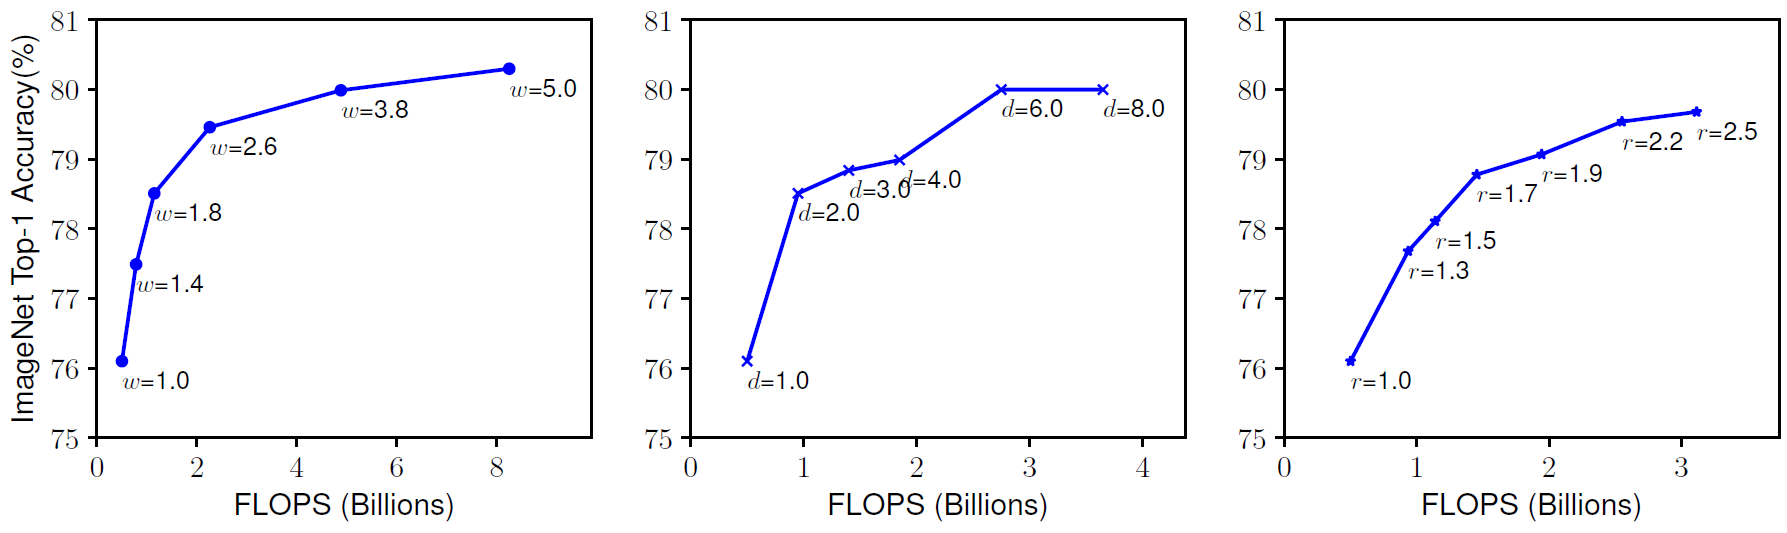 ImageNet Top-1 Accuracy(%)
81
80
79
78
77
76
75
w=1.0
w=1.4
w=1.8
w=2.6
w=3.8
w=5.0
0 2 4 6 8
FLOPS (Billions)
81
80
79
78
77
76
75
d=1.0
d=2.0
d=3.0
d=4.0
d=6.0
d=8.0
0 1 2 3 4
FLOPS (Billions)
81
80
79
78
77
76
75
r=1.0
r=1.3
r=1.5
r=1.7
r=1.9
r=2.2
r=2.5
0 1 2 3
FLOPS (Billions)